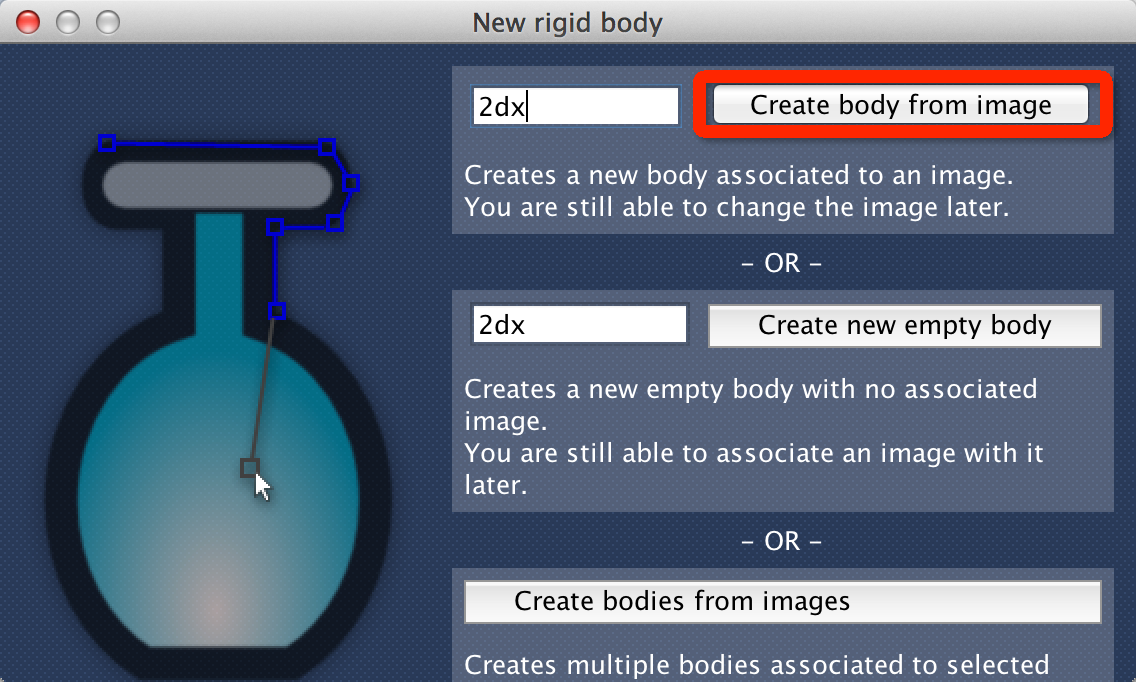 New rigid body
2dx
Create body from image
Creates a new body associated to an image.
You are still able to change the image later.
- OR -
2dx
Create new empty body
Creates a new empty body with no associated
image.
You are still able to associate an image with it
later.
- OR -
Create bodies from images
Creates multiple bodies associated to selected